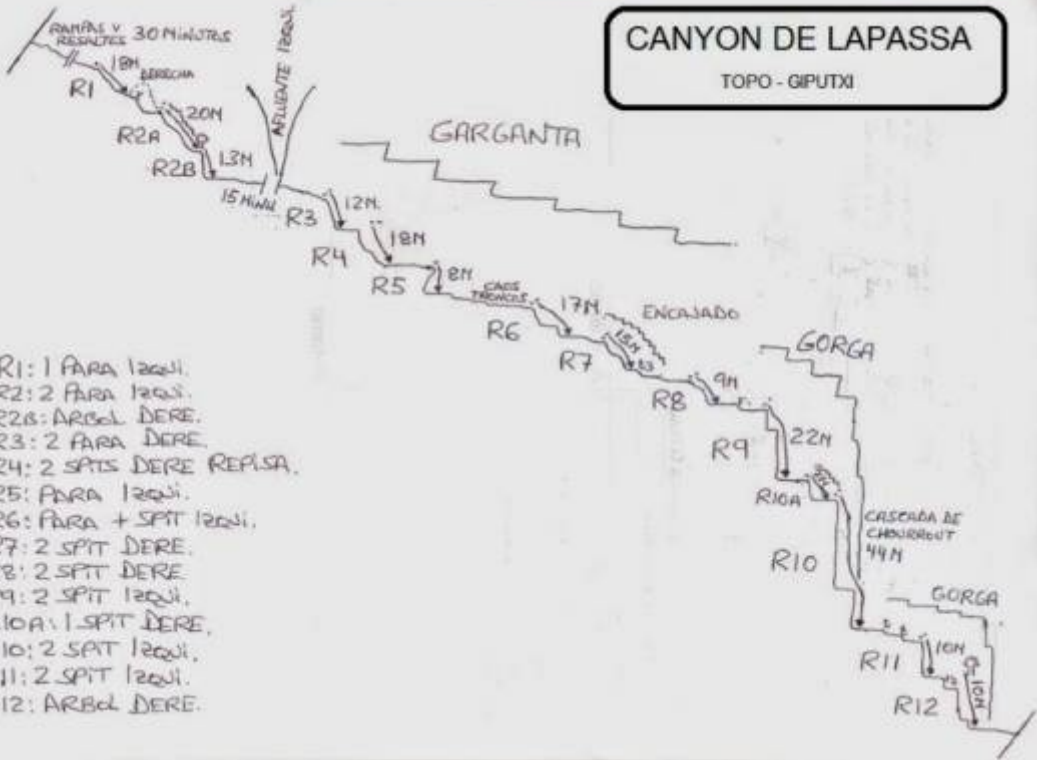 CANYON DE LAPASSA
TOPO - GIPUTXI
RAMPAS Y
RESALTES 30 MINUTOS
18M
DERECHA
R1
20M
R2A
R2B
13M
AFLUENTE IZQUI.
15 MINU
GARGANTA
R3
12M.
R4
18M
R5
8M
CAOS
TRONCOS
R6
17M
ENCAJADO
R7
15M
GORGA
R8
9M
R9
22M
R10A
R10
CASCADA DE
CHOURROUT
44M
GORGA
R11
10M
R12
10M
R1: 1 PARA IZQUI.
R2: 2 PARA IZQUI.
R2B: ARBOL DERE.
R3: 2 PARA DERE.
R4: 2 SPITS DERE REPISA.
R5: PARA IZQUI.
R6: PARA + SPIT IZQUI.
R7: 2 SPIT DERE.
R8: 2 SPIT DERE
R9: 2 SPIT IZQUI.
R10A: 1 SPIT DERE.
R10: 2 SPIT IZQUI.
R11: 2 SPIT IZQUI.
R12: ARBOL DERE.